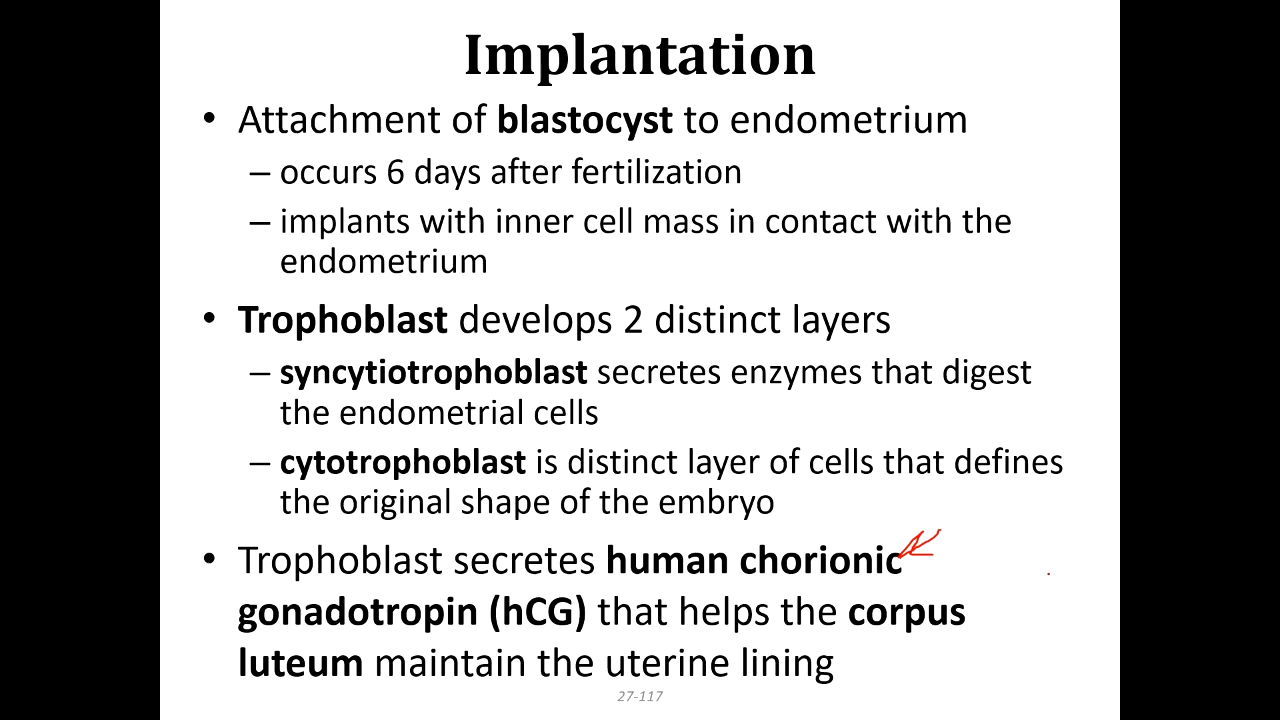 Implantation
• Attachment of blastocyst to endometrium
– occurs 6 days after fertilization
– implants with inner cell mass in contact with the
endometrium
• Trophoblast develops 2 distinct layers
– syncytiotrophoblast secretes enzymes that digest
the endometrial cells
– cytotrophoblast is distinct layer of cells that defines
the original shape of the embryo
• Trophoblast secretes human chorionic
gonadotropin (hCG) that helps the corpus
luteum maintain the uterine lining
27-117